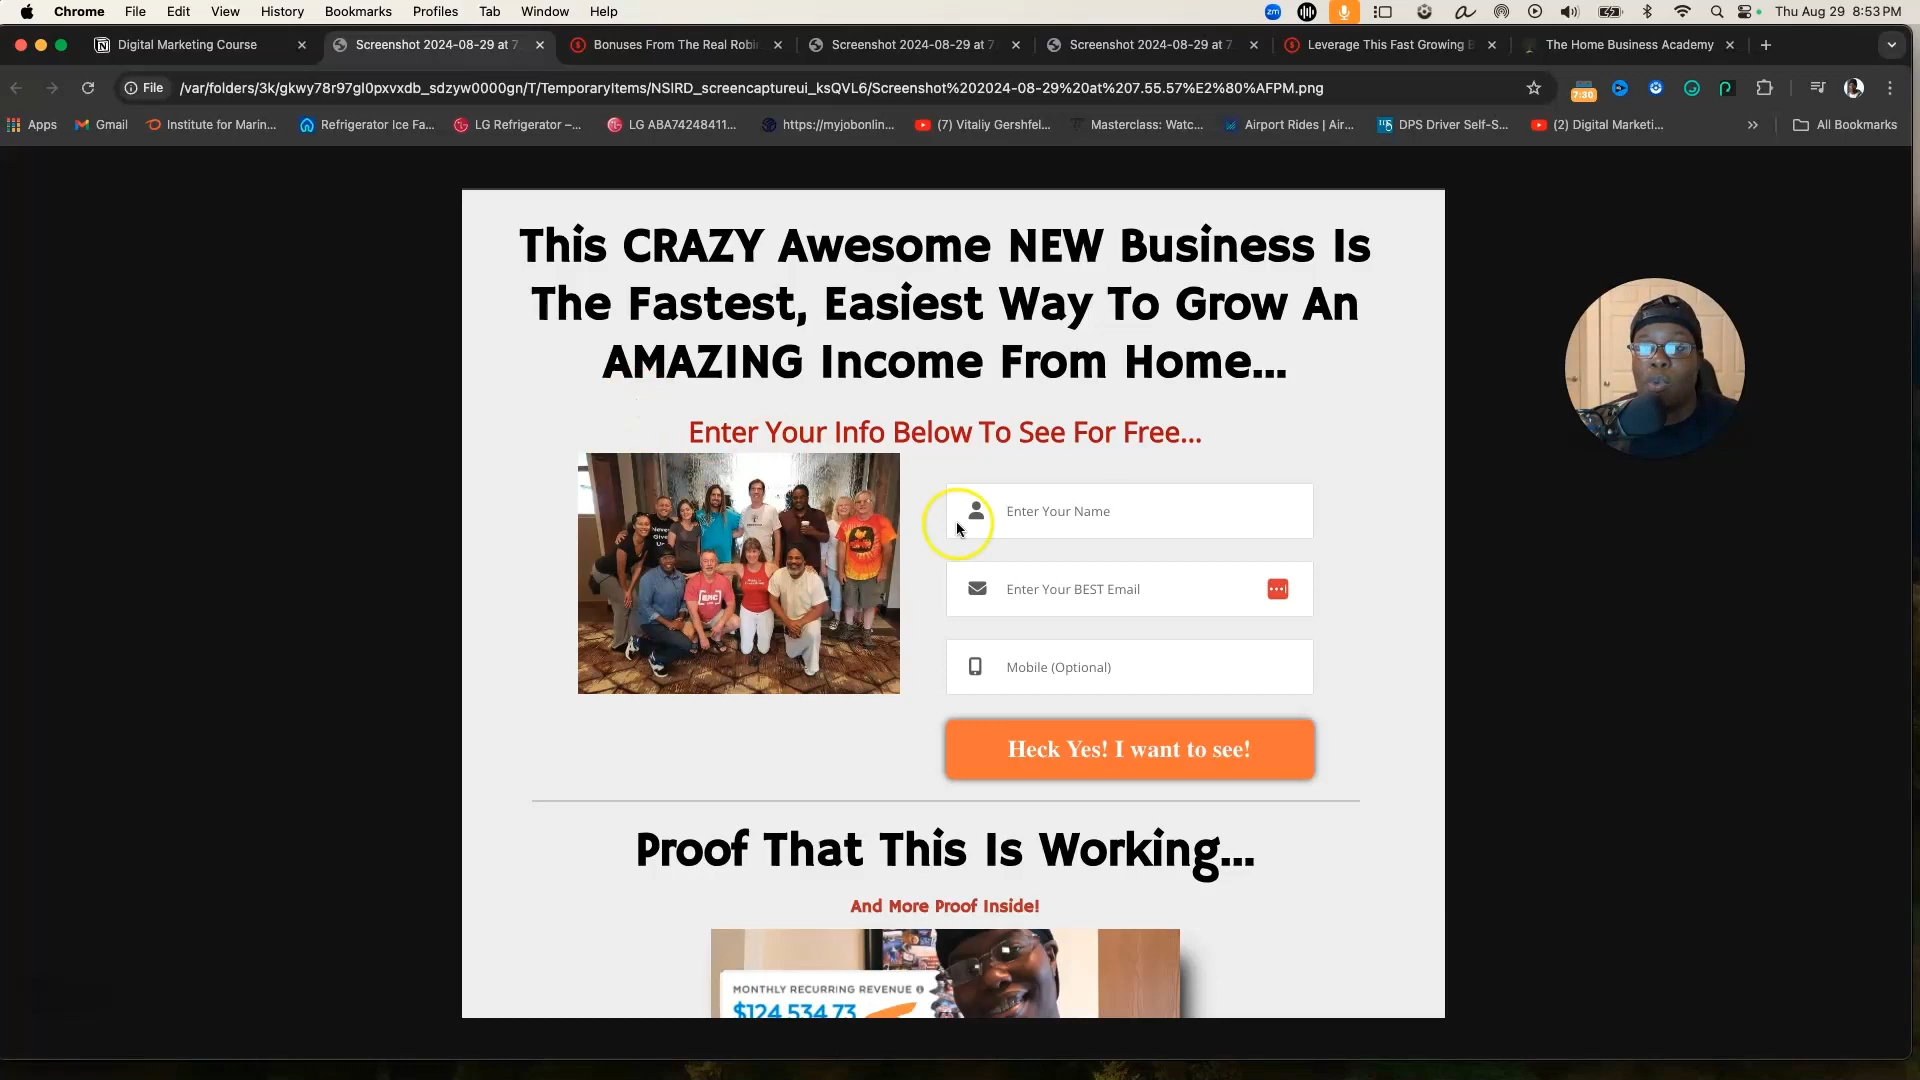 Chrome File Edit View History Bookmarks Profiles Tab Window Help
zm
Thu Aug 29 8:53 PM
Digital Marketing Course
Screenshot 2024-08-29 at 7
Bonuses From The Real Robi
Screenshot 2024-08-29 at 7
Screenshot 2024-08-29 at 7
Leverage This Fast Growing B
The Home Business Academy
File
/var/folders/3k/gkwy78r97gl0pxvxdb_sdzyw0000gn/T/TemporaryItems/NSIRD_screencaptureui_ksQVL6/Screenshot%202024-08-29%20at%207.55.57%E2%80%AFPM.png
7:30
Apps
Gmail
Institute for Marin...
Refrigerator Ice Fa...
LG Refrigerator –...
LG ABA74248411...
https://myjobonlin...
(7) Vitaliy Gershfel...
Masterclass: Watc...
Airport Rides | Air...
DPS Driver Self-S...
(2) Digital Marketi...
All Bookmarks
This CRAZY Awesome NEW Business Is
The Fastest, Easiest Way To Grow An
AMAZING Income From Home...
Enter Your Info Below To See For Free...
Enter Your Name
Enter Your BEST Email
Mobile (Optional)
Heck Yes! I want to see!
Proof That This Is Working...
And More Proof Inside!
MONTHLY RECURRING REVENUE
$124,534.73